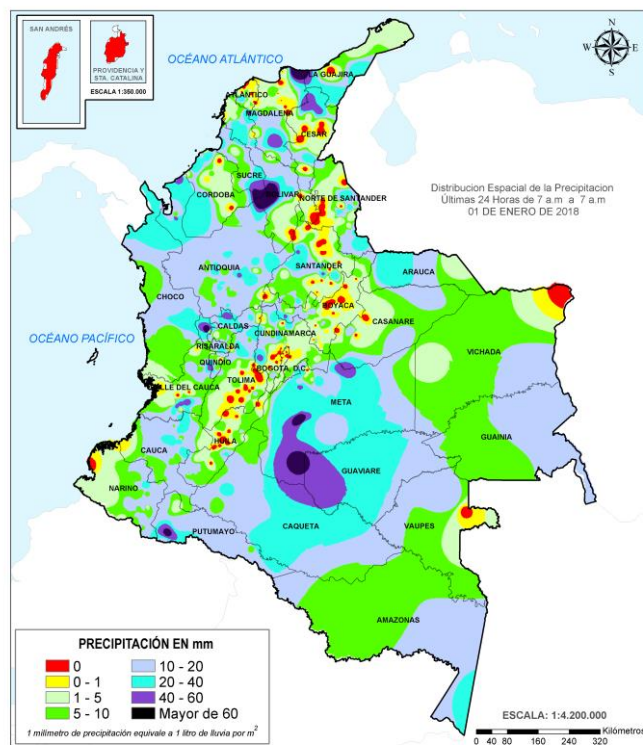 SAN ANDRÉS
PROVIDENCIA Y
STA. CATALINA
ESCALA 1:350.000
OCÉANO ATLÁNTICO
N
W
E
S
LA GUAJIRA
ATLÁNTICO
MAGDALENA
CESAR
SUCRE
CORDOBA
BOLIVAR
NORTE DE SANTANDER
Distribucion Espacial de la Precipitacion
Últimas 24 Horas de 7 a.m a 7 a.m
01 DE ENERO DE 2018
ANTIOQUIA
SANTANDER
ARAUCA
CHOCO
BOYACA
CASANARE
OCÉANO PACÍFICO
CALDAS
CUNDINAMARCA
RISARALDA
VICHADA
QUINDIO
BOGOTA, D.C.
VALLE DEL CAUCA
TOLIMA
META
GUAINIA
CAUCA
HUILA
GUAVIARE
NARIÑO
CAQUETA
VAUPES
PUTUMAYO
AMAZONAS
PRECIPITACIÓN EN mm
0
10 - 20
0 - 1
20 - 40
1 - 5
40 - 60
5 - 10
Mayor de 60
1 milímetro de precipitación equivale a 1 litro de lluvia por m²
ESCALA: 1:4.200.000
Kilómetros
0 40 80 160 240 320